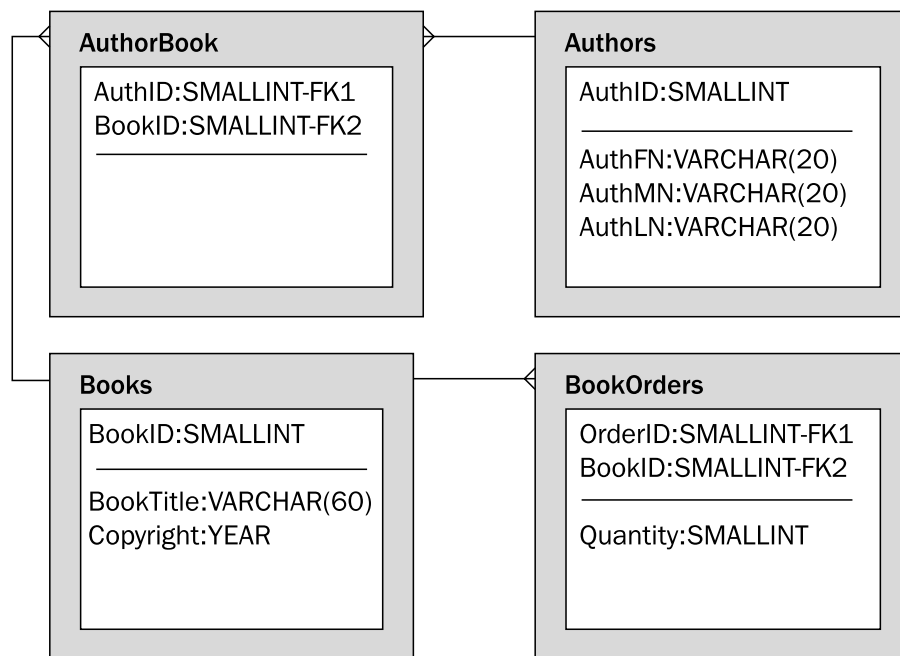 AuthorBook
AuthID:SMALLINT-FK1
BookID:SMALLINT-FK2
Authors
AuthID:SMALLINT
AuthFN:VARCHAR(20)
AuthMN:VARCHAR(20)
AuthLN:VARCHAR(20)
Books
BookID:SMALLINT
BookTitle:VARCHAR(60)
Copyright:YEAR
BookOrders
OrderID:SMALLINT-FK1
BookID:SMALLINT-FK2
Quantity:SMALLINT